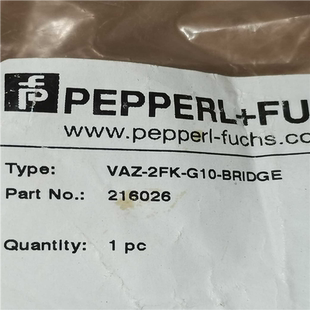 PEPPERL+FU
www.pepperl-fuchs.co
Type: VAZ-2FK-G10-BRIDGE
Part No.: 216026
Quantity: 1 pc